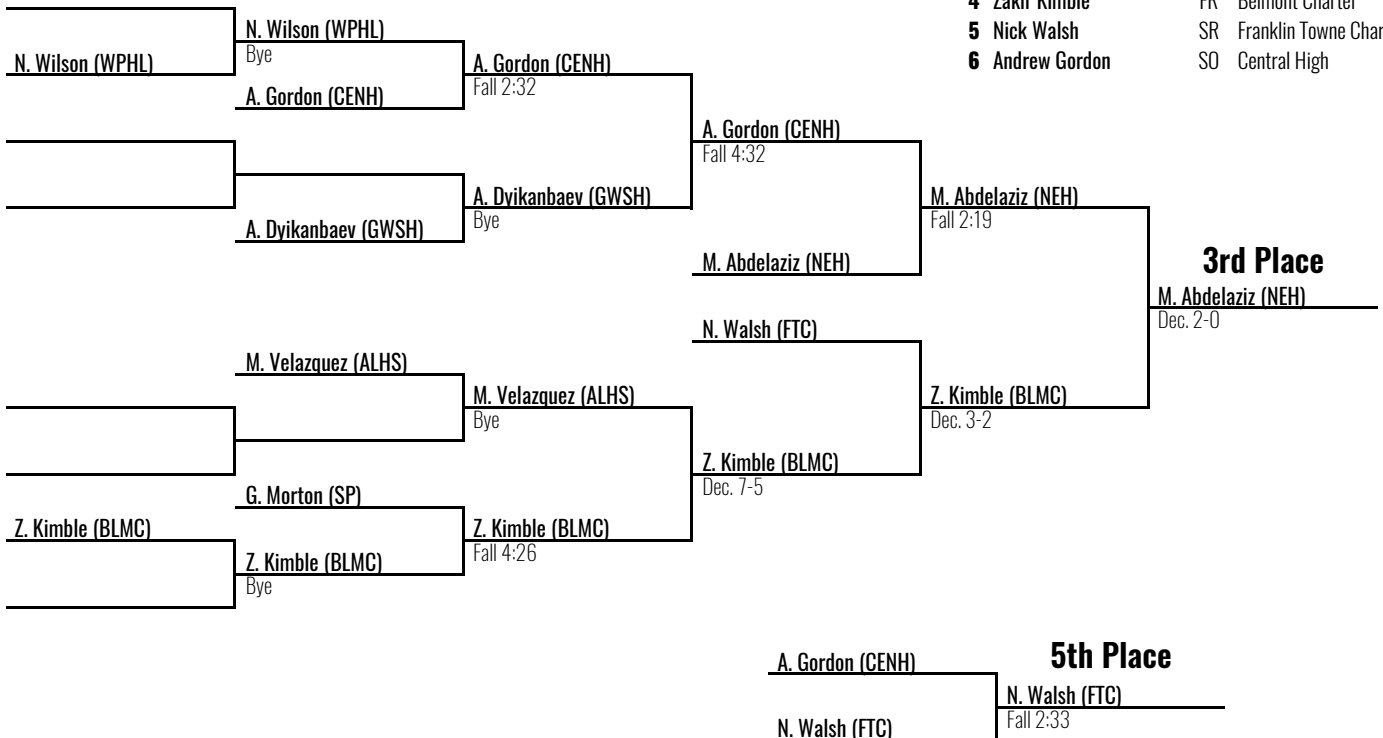 4 Zakir Kimble FR Belmont Charter
N. Wilson (WPHL)
5 Nick Walsh SR Franklin Towne Char
Bye
N. Wilson (WPHL)
A. Gordon (CENH)
6 Andrew Gordon SO Central High
Fall 2:32
A. Gordon (CENH)
A. Gordon (CENH)
Fall 4:32
A. Dyikanbaev (GWSH)
Bye
M. Abdelaziz (NEH)
Fall 2:19
A. Dyikanbaev (GWSH)
M. Abdelaziz (NEH)
3rd Place
M. Abdelaziz (NEH)
Dec. 2-0
N. Walsh (FTC)
M. Velazquez (ALHS)
M. Velazquez (ALHS)
Bye
Z. Kimble (BLMC)
Dec. 3-2
Z. Kimble (BLMC)
Dec. 7-5
G. Morton (SP)
Z. Kimble (BLMC)
Z. Kimble (BLMC)
Fall 4:26
Z. Kimble (BLMC)
Bye
5th Place
A. Gordon (CENH)
N. Walsh (FTC)
Fall 2:33
N. Walsh (FTC)